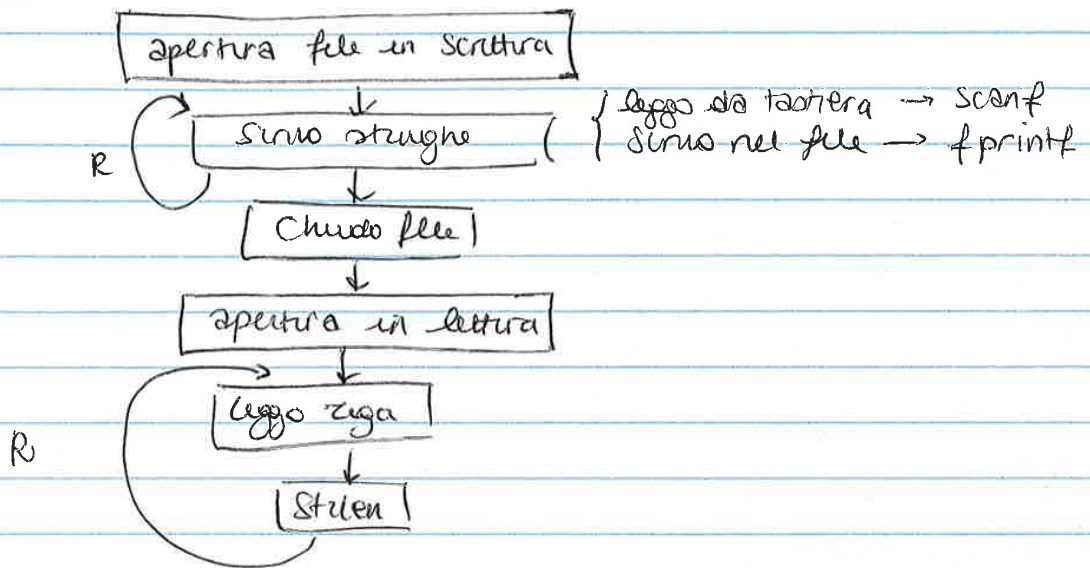 apertura file in scrittura
scrivo stringhe { leggo da tastiera → scanf
scrivo nel file → fprintf
R
Chiudo file
apertura in lettura
leggo riga
R
Strlen